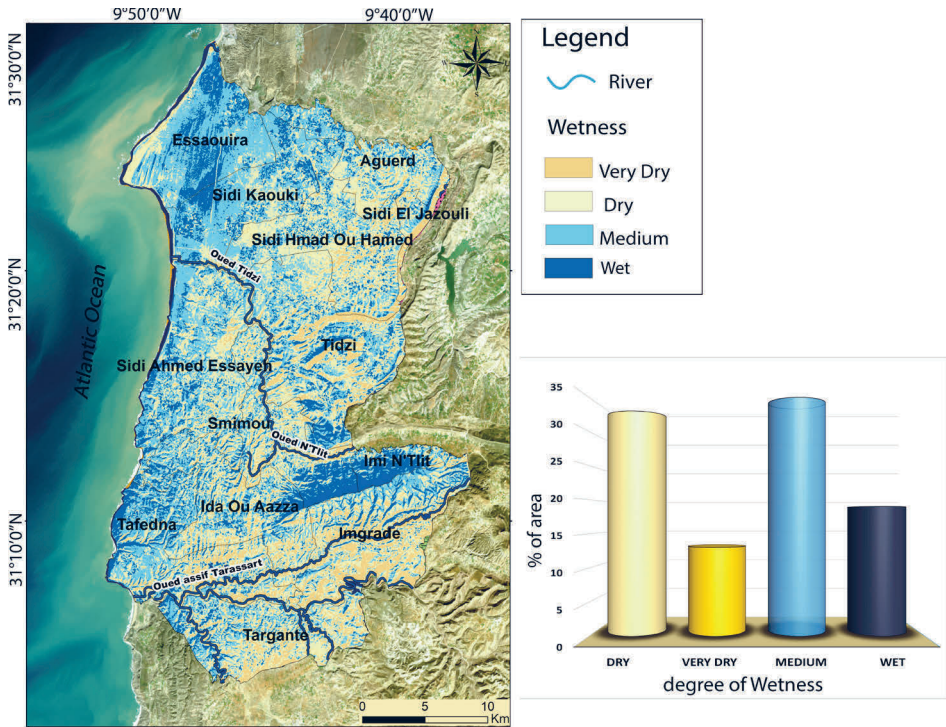 9°50'0"W
9°40'0"W
31°30'0"N
31°20'0"N
31°10'0"N
Atlantic Ocean
Essaouira
Aguerd
Sidi Kaouki
Sidi El Jazouli
Sidi Hmad Ou Hamed
Oued Tidzi
Tidzi
Sidi Ahmed Essayeh
Smimou
Oued N'Tlit
Imi N'Tlit
Ida Ou Aazza
Tafedna
Imgrade
Oued assif Tarassart
Targante
0 5 10
Km
Legend
River
Wetness
Very Dry
Dry
Medium
Wet
35
30
25
20
15
10
5
0
% of area
DRY VERY DRY MEDIUM WET
degree of Wetness